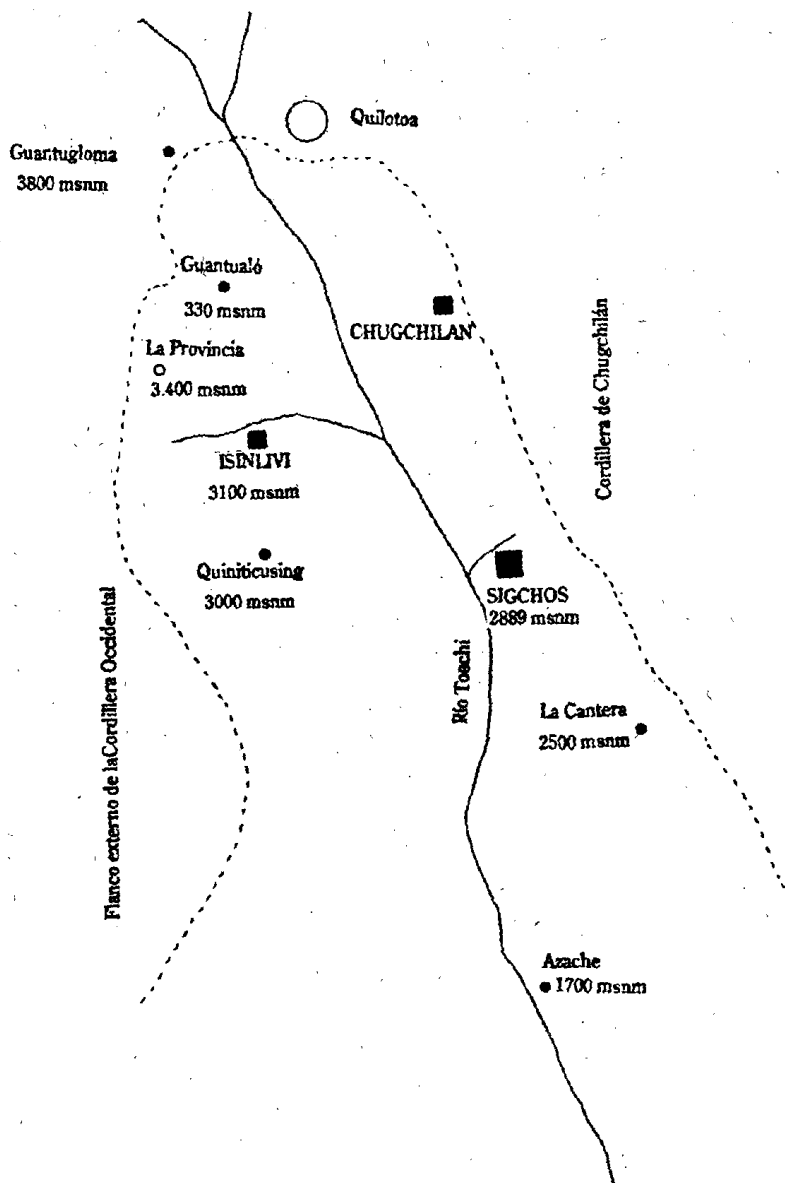 Quilotoa
Guantugloma
3800 msnm
Guantualó
330 msnm
CHUGCHILAN
La Provincia
3.400 msnm
Cordillera de Chugchilán
ISINLIVI
3100 msnm
Quiniticusing
3000 msnm
SIGCHOS
2889 msnm
Flanco externo de laCordillera Occidental
Río Toachi
La Cantera
2500 msnm
Azache
1700 msnm